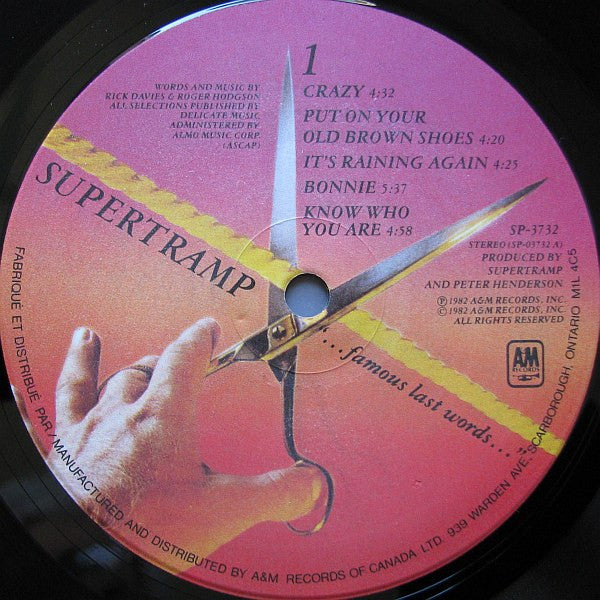 1
WORDS AND MUSIC BY
RICK DAVIES & ROGER HODGSON
ALL SELECTIONS PUBLISHED BY
DELICATE MUSIC
ADMINISTERED BY
ALMO MUSIC CORP.
(ASCAP)
CRAZY 4:32
PUT ON YOUR
OLD BROWN SHOES 4:20
IT'S RAINING AGAIN 4:25
BONNIE 5:37
KNOW WHO
YOU ARE 4:58
SUPERTRAMP
"...famous last words..."
SP-3732
STEREO (SP-03732 A)
PRODUCED BY
SUPERTRAMP
AND PETER HENDERSON
℗ 1982 A&M RECORDS, INC.
© 1982 A&M RECORDS, INC.
ALL RIGHTS RESERVED
A&M
RECORDS
FABRIQUÉ ET DISTRIBUÉ PAR/MANUFACTURED AND DISTRIBUTED BY A&M RECORDS OF CANADA LTD. 939 WARDEN AVE, SCARBOROUGH, ONTARIO M1L 4C5